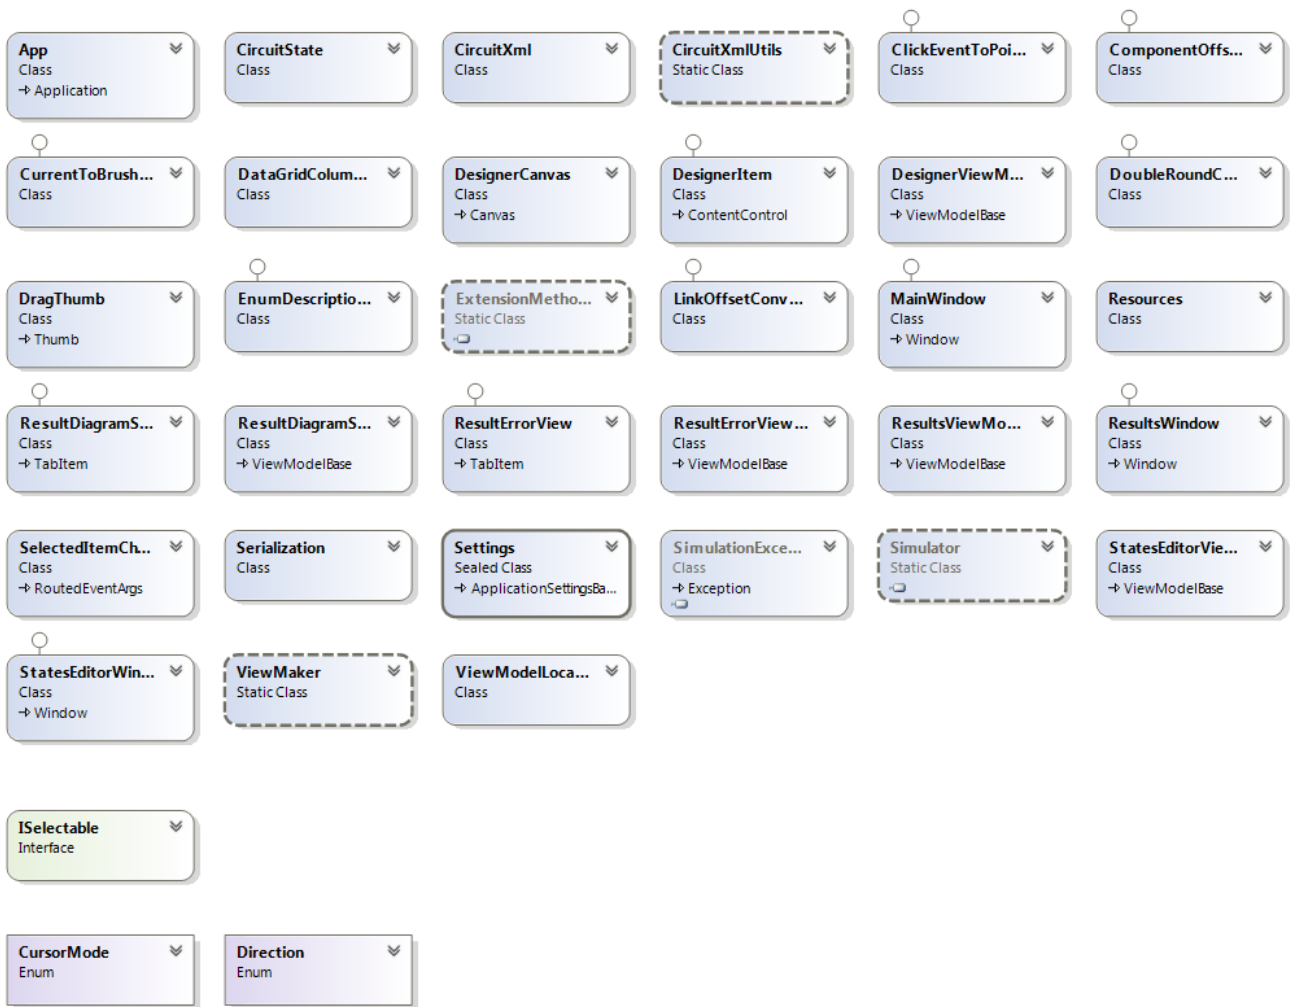 App
Class
Application
CircuitState
Class
CircuitXml
Class
CircuitXmlUtils
Static Class
ClickEventToPoi...
Class
ComponentOffs...
Class
CurrentToBrush...
Class
DataGridColum...
Class
DesignerCanvas
Class
Canvas
DesignerItem
Class
ContentControl
DesignerViewM...
Class
ViewModelBase
DoubleRoundC...
Class
DragThumb
Class
Thumb
EnumDescriptio...
Class
ExtensionMetho...
Static Class
LinkOffsetConv...
Class
MainWindow
Class
Window
Resources
Class
ResultDiagramS...
Class
TabItem
ResultDiagramS...
Class
ViewModelBase
ResultErrorView
Class
TabItem
ResultErrorView...
Class
ViewModelBase
ResultsViewMo...
Class
ViewModelBase
ResultsWindow
Class
Window
SelectedItemCh...
Class
RoutedEventArgs
Serialization
Class
Settings
Sealed Class
ApplicationSettingsBa...
SimulationExce...
Class
Exception
Simulator
Static Class
StatesEditorVie...
Class
ViewModelBase
StatesEditorWin...
Class
Window
ViewMaker
Static Class
ViewModelLoca...
Class
ISelectable
Interface
CursorMode
Enum
Direction
Enum